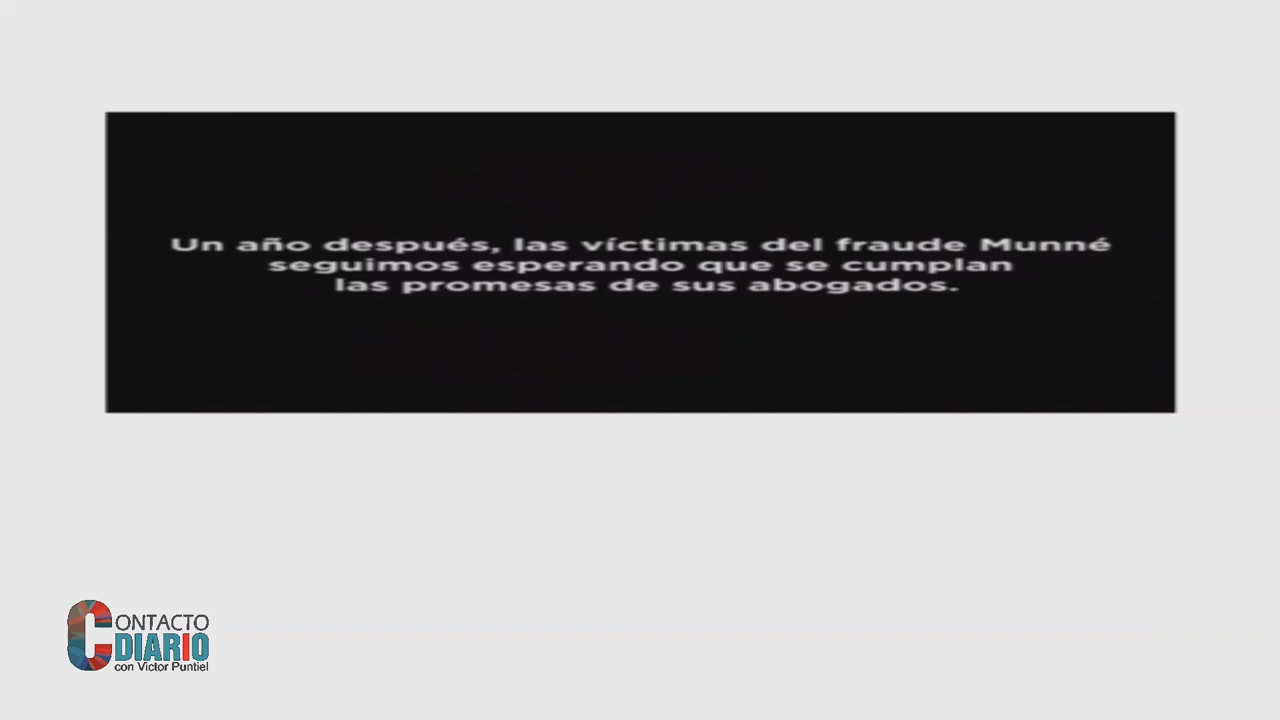 Un año después, las víctimas del fraude Munné
seguimos esperando que se cumplan
las promesas de sus abogados.
CONTACTO
DIARIO
con Victor Puntiel